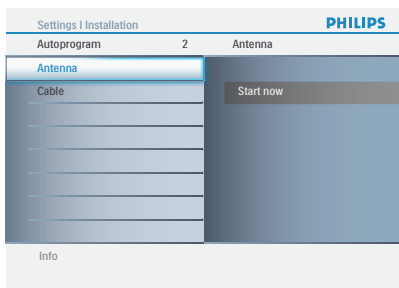 Settings | Installation PHILIPS
Autoprogram 2 Antenna
Antenna
Cable Start now
Info